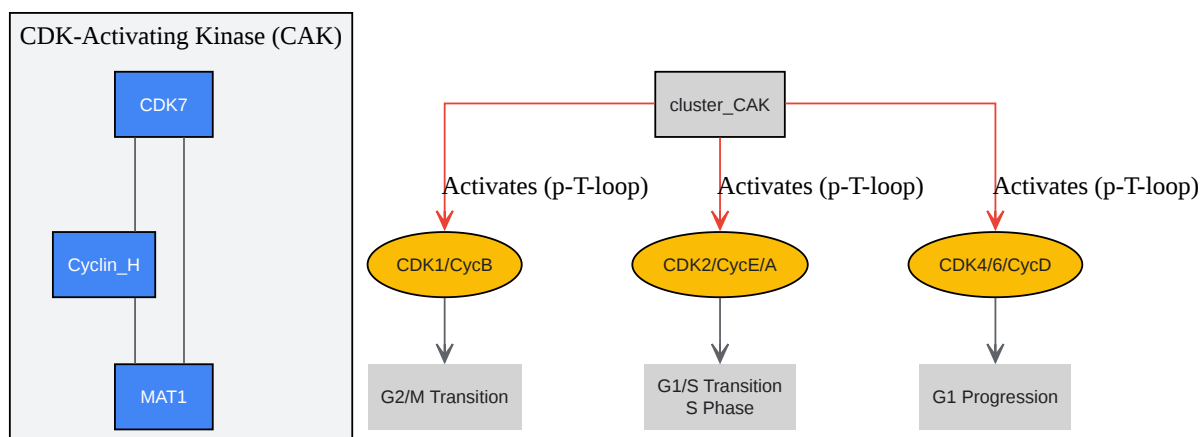 CDK-Activating Kinase (CAK)
CDK7
Cyclin_H
MAT1
cluster_CAK
Activates (p-T-loop)
Activates (p-T-loop)
Activates (p-T-loop)
CDK1/CycB
CDK2/CycE/A
CDK4/6/CycD
G2/M Transition
G1/S Transition
S Phase
G1 Progression